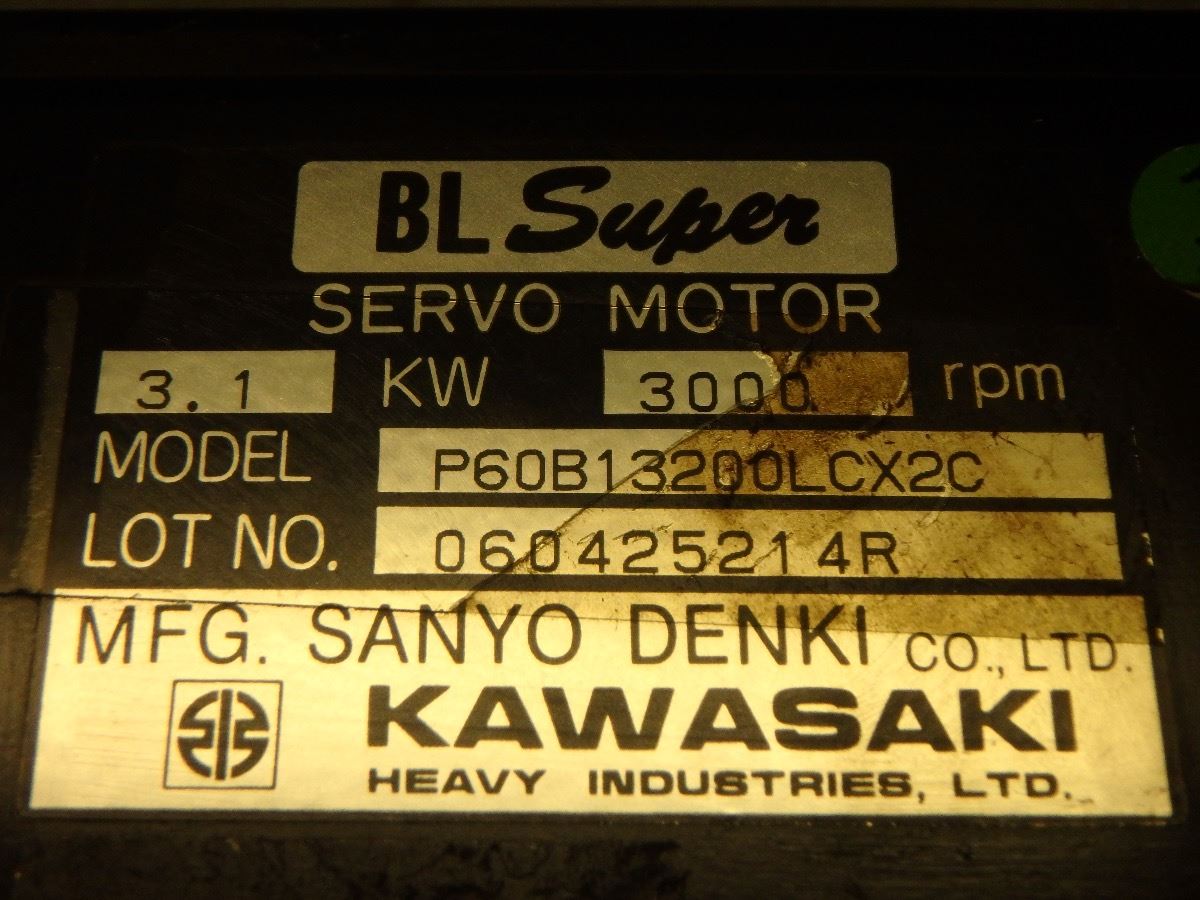 BL Super
SERVO MOTOR
3.1 KW 3000 rpm
MODEL P60B13200LCX2C
LOT NO. 060425214R
MFG. SANYO DENKI CO., LTD.
KAWASAKI
HEAVY INDUSTRIES, LTD.